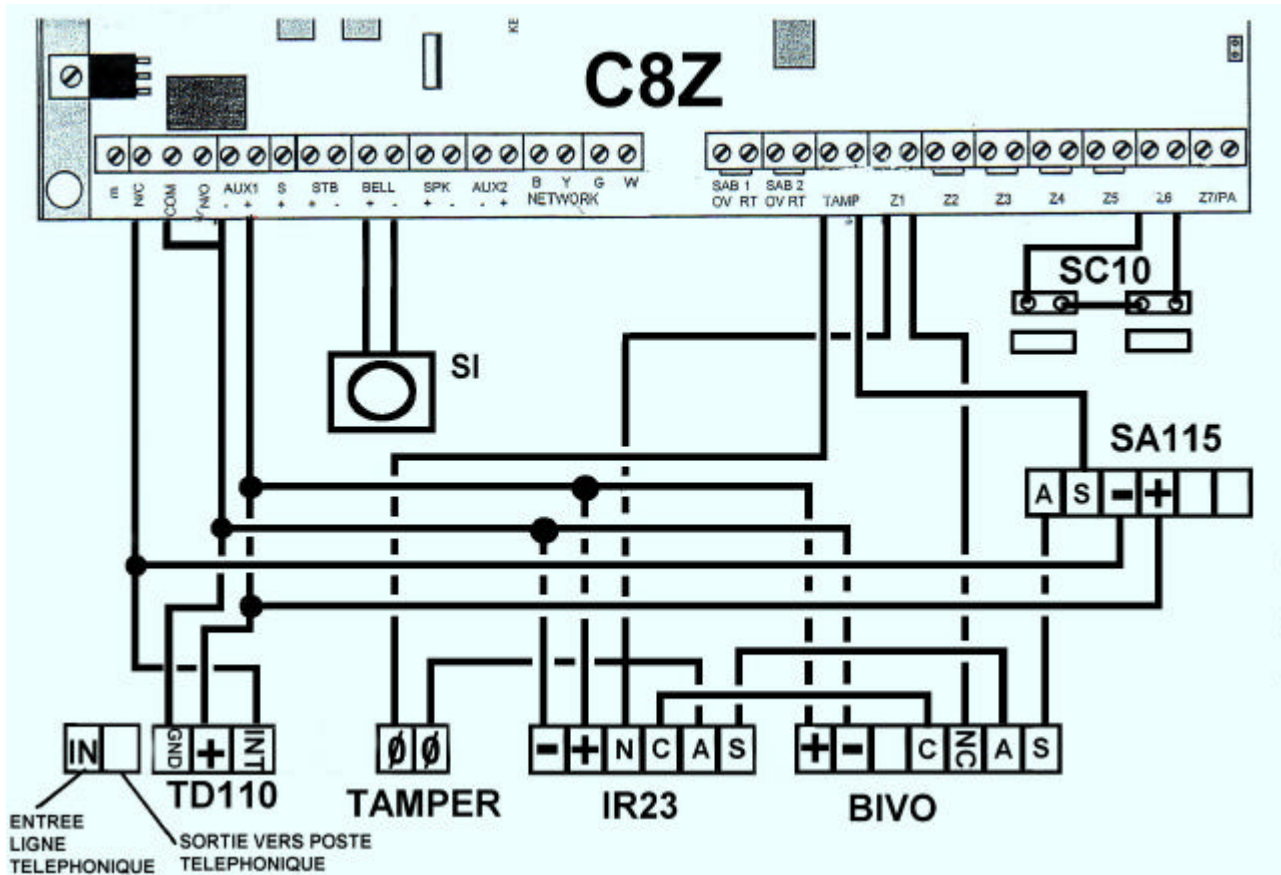 KE
C8Z
E N/C COM N/O AUX1 S STB BELL SPK AUX2 B Y G W
- + + + - + - + - - + NETWORK
SAB 1 SAB 2 TAMP Z1 Z2 Z3 Z4 Z5 Z6 Z7/PA
OV RT OV RT
SC10
SI
SA115
A S - +
IN
GND + INT
Ø Ø
- + N C A S
+ - C NC A S
TD110
TAMPER
IR23
BIVO
ENTREE
LIGNE
TELEPHONIQUE
SORTIE VERS POSTE
TELEPHONIQUE